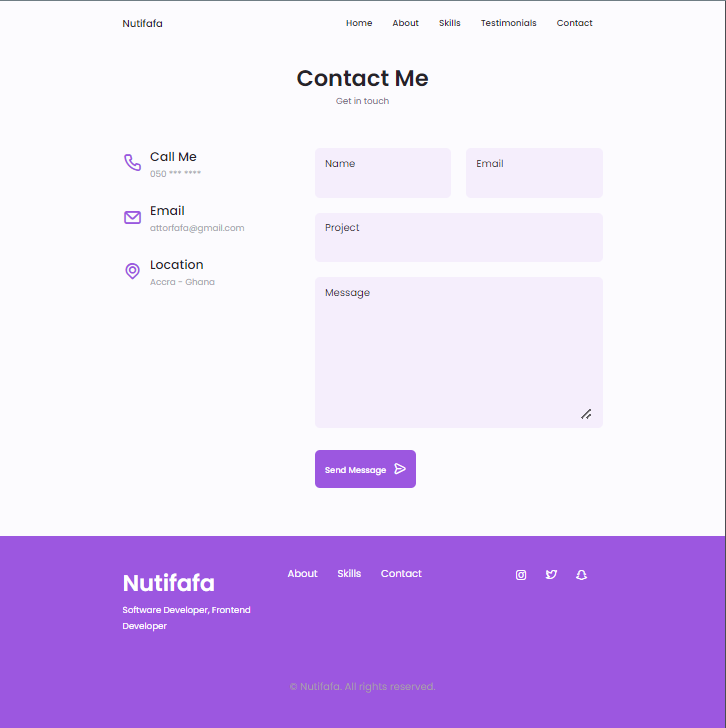 Nutifafa Home About Skills Testimonials Contact
Contact Me
Get in touch
Call Me
050 *** ****
Email
attorfafa@gmail.com
Location
Accra - Ghana
Name Email
Project
Message
Send Message
Nutifafa
Software Developer, Frontend
Developer
About Skills Contact
© Nutifafa. All rights reserved.